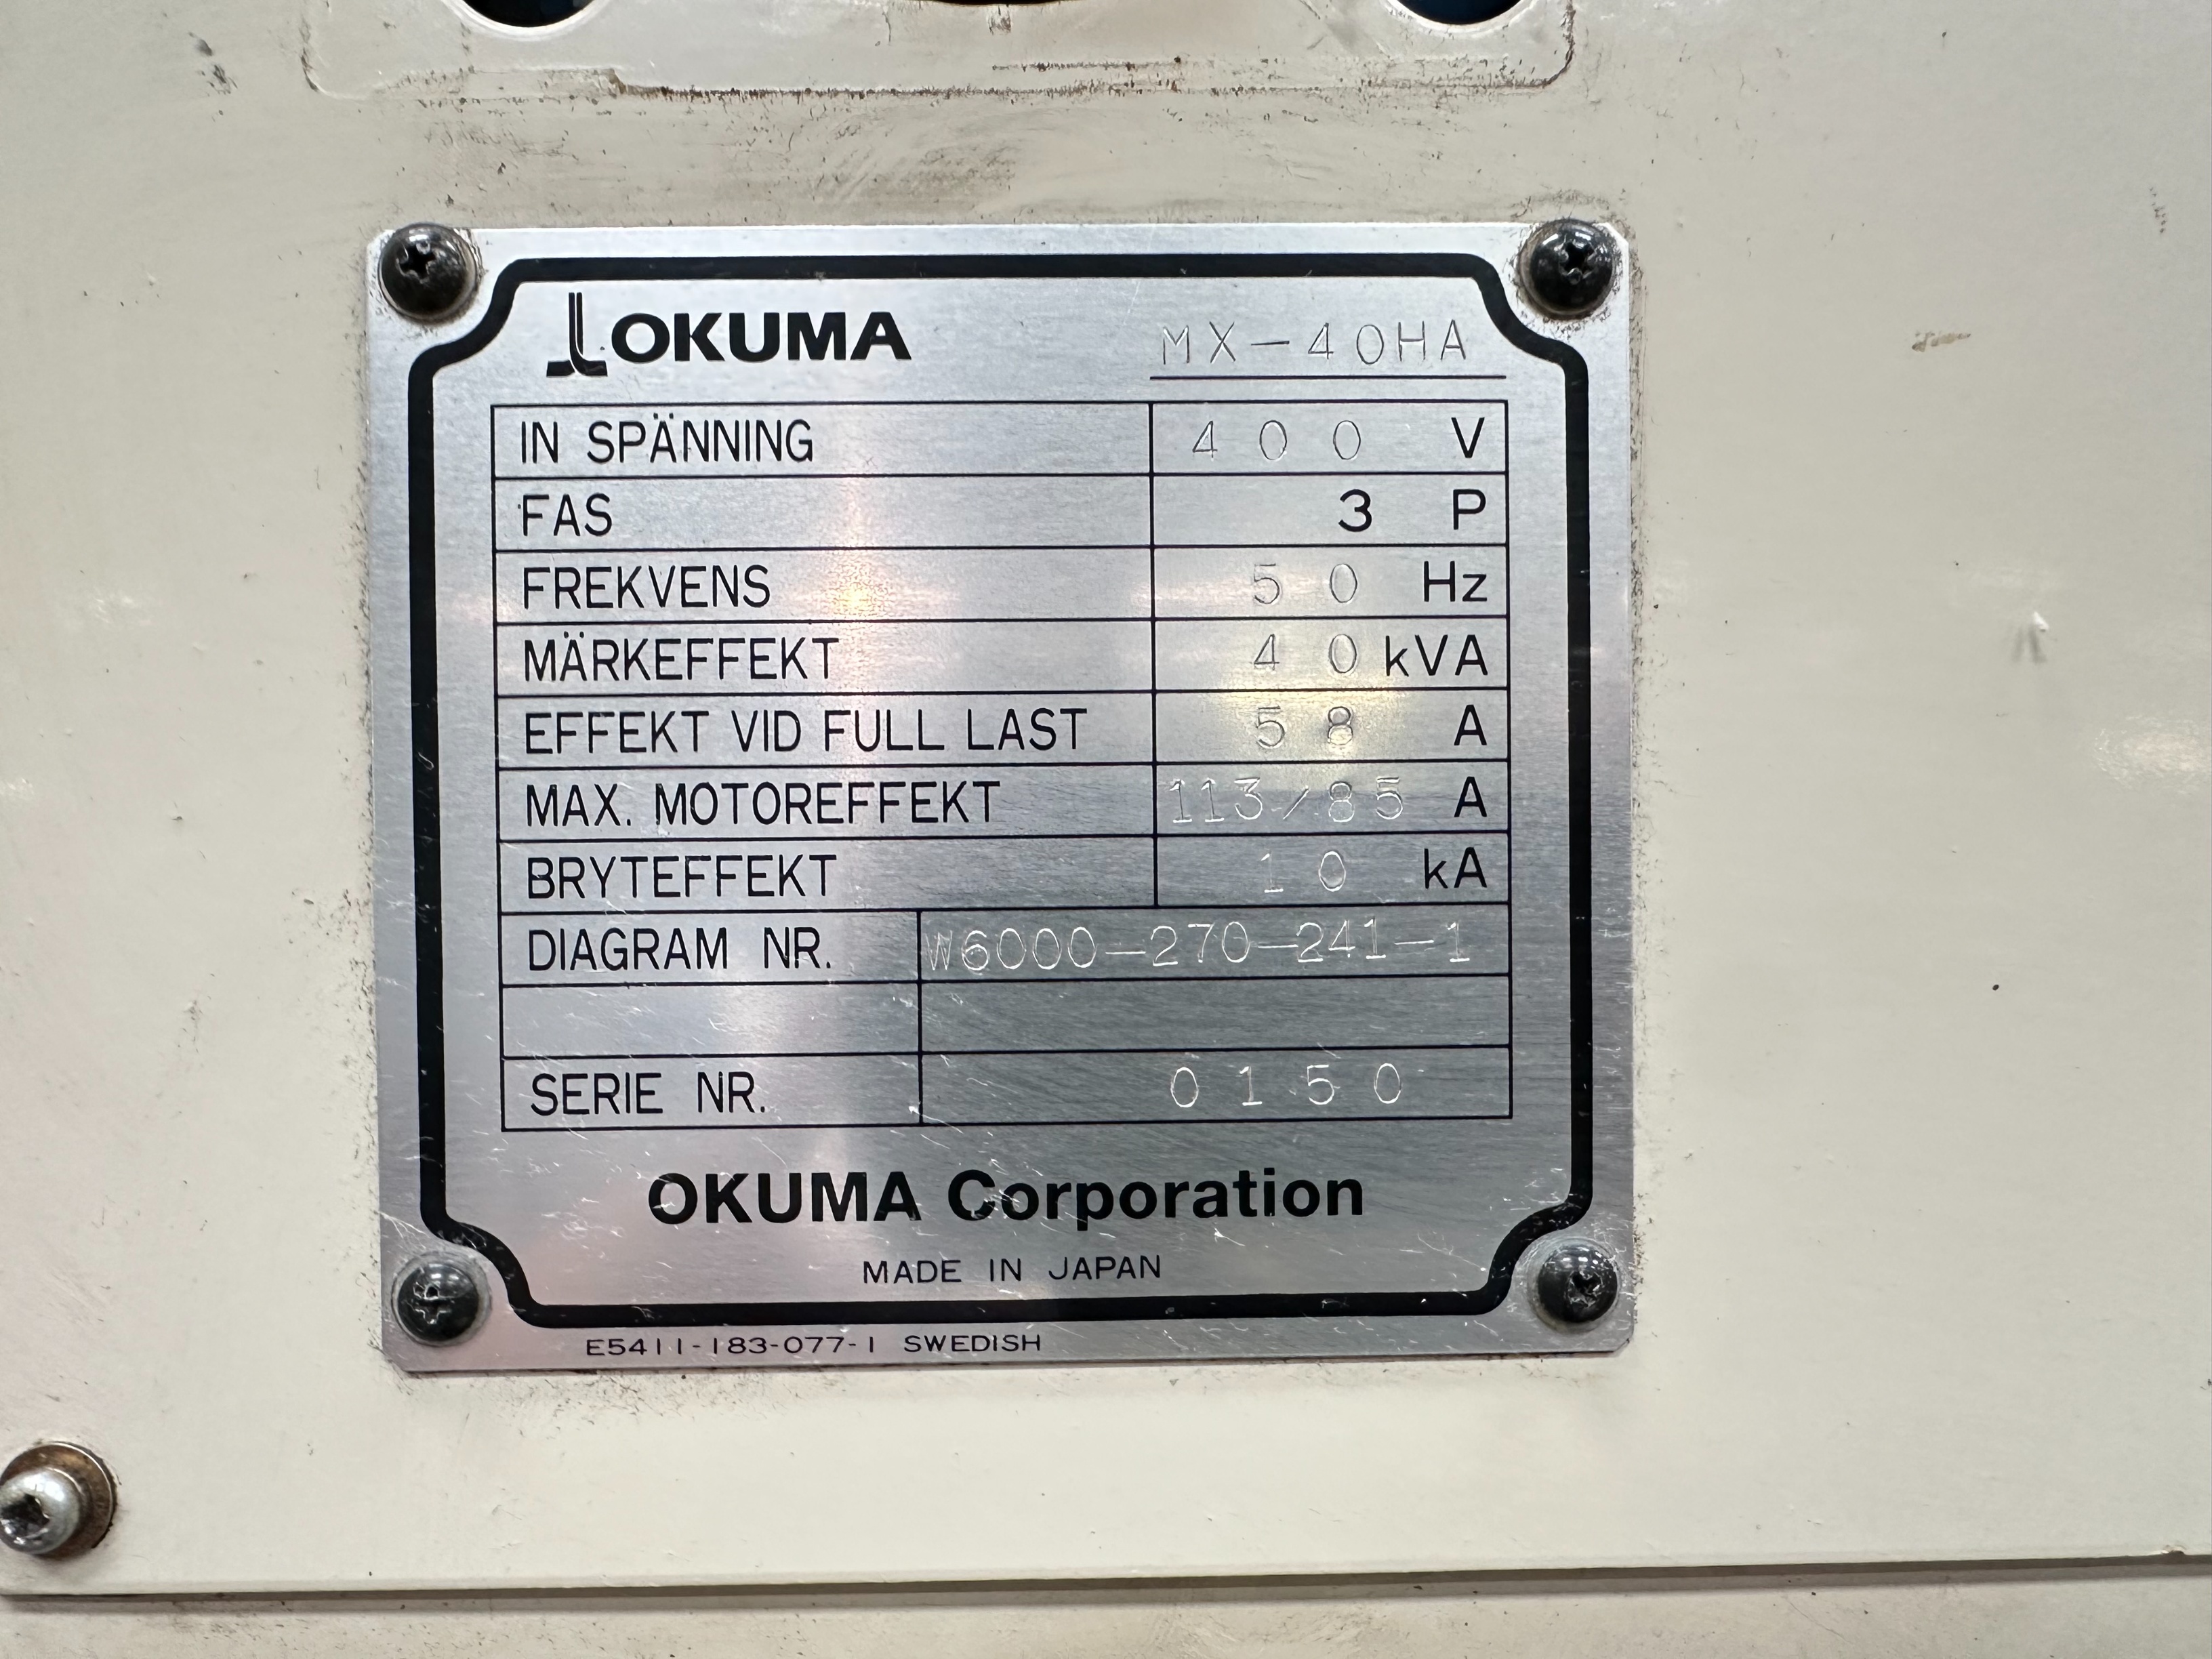 OKUMA MX-40HA
IN SPÄNNING 400 V
FAS 3 P
FREKVENS 50 Hz
MÄRKEFFEKT 40 kVA
EFFEKT VID FULL LAST 58 A
MAX. MOTOREFFEKT 113/85 A
BRYTEFFEKT 10 kA
DIAGRAM NR. W6000-270-241-1
SERIE NR. 0150
OKUMA Corporation
MADE IN JAPAN
E5411-183-077-1 SWEDISH